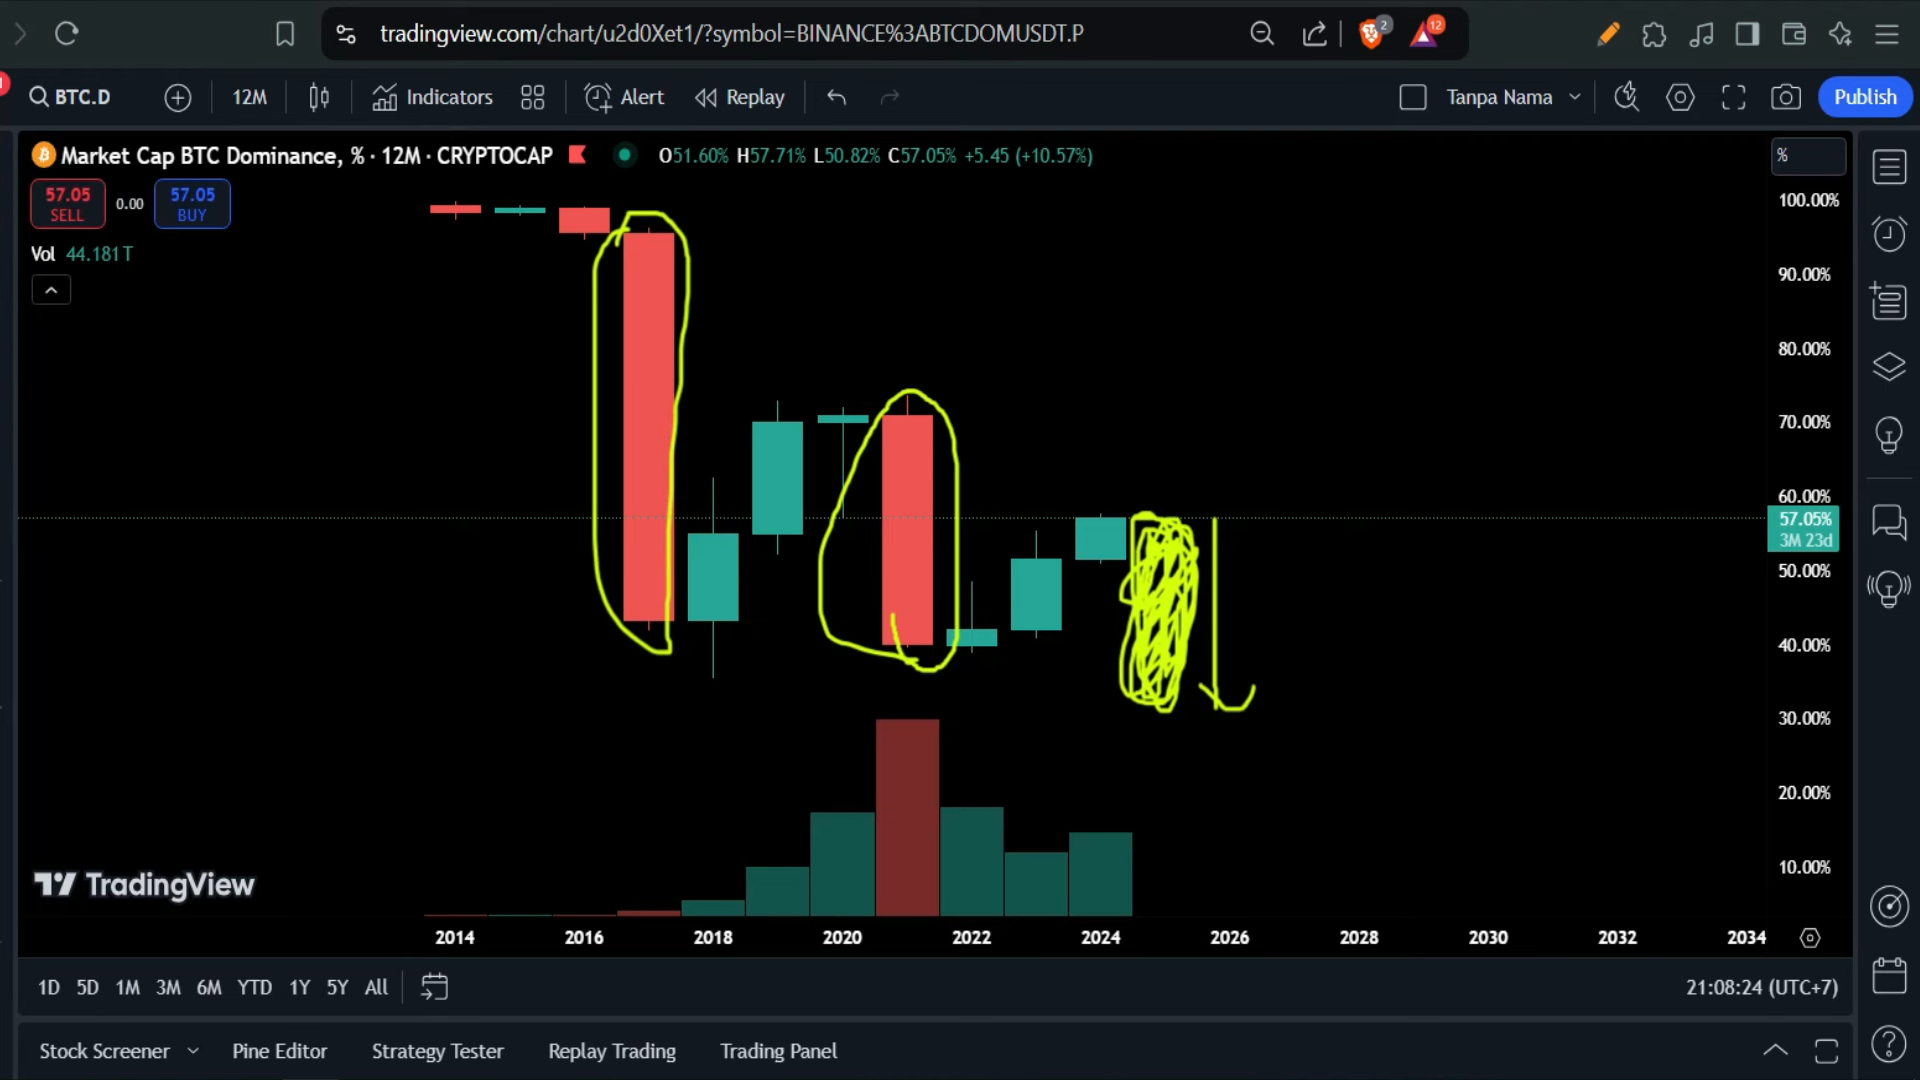 tradingview.com/chart/u2d0Xet1/?symbol=BINANCE%3ABTCDOMUSDT.P
2
12
BTC.D
12M
Indicators
Alert
Replay
Tanpa Nama
Publish
Market Cap BTC Dominance, % · 12M · CRYPTOCAP
O51.60% H57.71% L50.82% C57.05% +5.45 (+10.57%)
%
57.05
SELL
0.00
57.05
BUY
Vol 44.181T
100.00%
90.00%
80.00%
70.00%
60.00%
57.05%
3M 23d
50.00%
40.00%
30.00%
20.00%
10.00%
TradingView
2014 2016 2018 2020 2022 2024 2026 2028 2030 2032 2034
1D 5D 1M 3M 6M YTD 1Y 5Y All
21:08:24 (UTC+7)
Stock Screener Pine Editor Strategy Tester Replay Trading Trading Panel